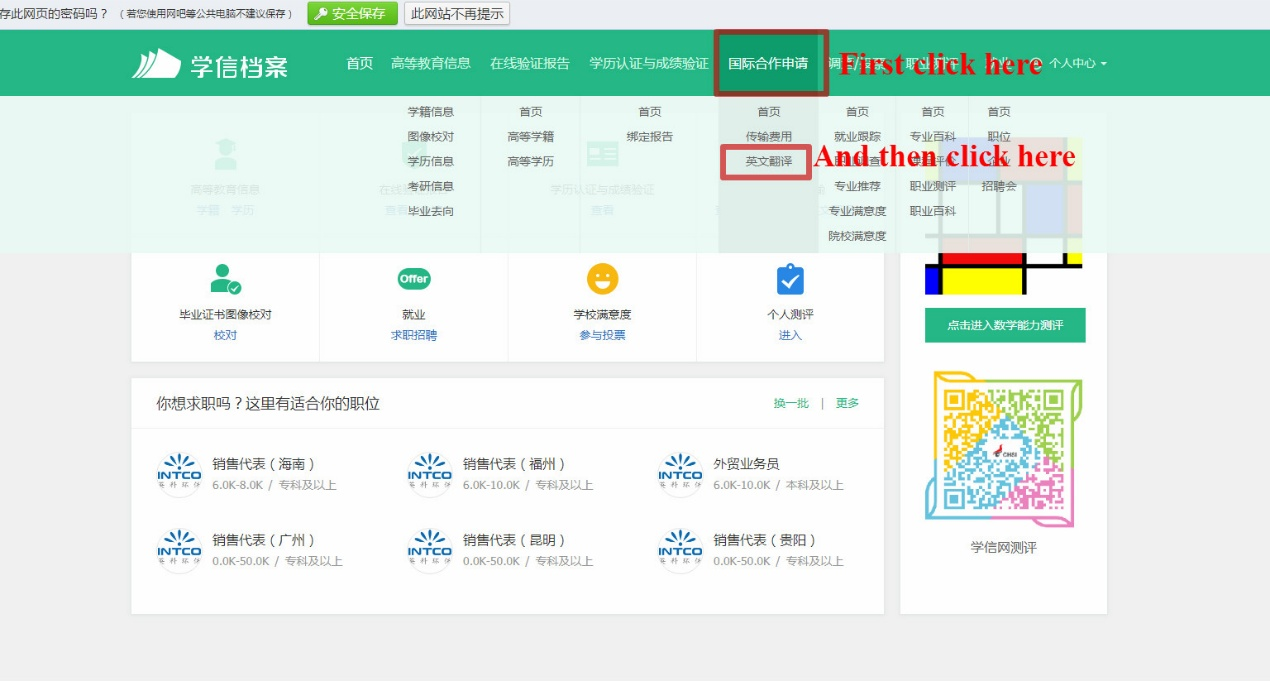 存此网页的密码吗？（若您使用网吧等公共电脑不建议保存） 安全保存 此网站不再提示
学信档案 首页 高等教育信息 在线验证报告 学历认证与成绩验证 国际合作申请 First click here 个人中心
学籍信息 首页 首页 首页 首页 首页 首页
图像校对 高等学籍 绑定报告 传输费用 就业跟踪 专业百科 职位
学历信息 高等学历 英文翻译 And then click here
考研信息 专业推荐 职业测评 招聘会
毕业去向 专业满意度 职业百科
院校满意度
高等教育信息 学历认证与成绩验证
学籍 学历 查看 查看
毕业证书图像校对 Offer 就业 学校满意度 个人测评
校对 求职招聘 参与投票 进入
点击进入数学能力测评
你想求职吗？这里有适合你的职位 换一批 | 更多
INTCO 销售代表（海南） INTCO 销售代表（福州） INTCO 外贸业务员
6.0K-8.0K / 专科及以上 6.0K-10.0K / 专科及以上 6.0K-10.0K / 本科及以上
INTCO 销售代表（广州） INTCO 销售代表（昆明） INTCO 销售代表（贵阳）
0.0K-50.0K / 专科及以上 0.0K-50.0K / 专科及以上 0.0K-50.0K / 专科及以上
学信网测评